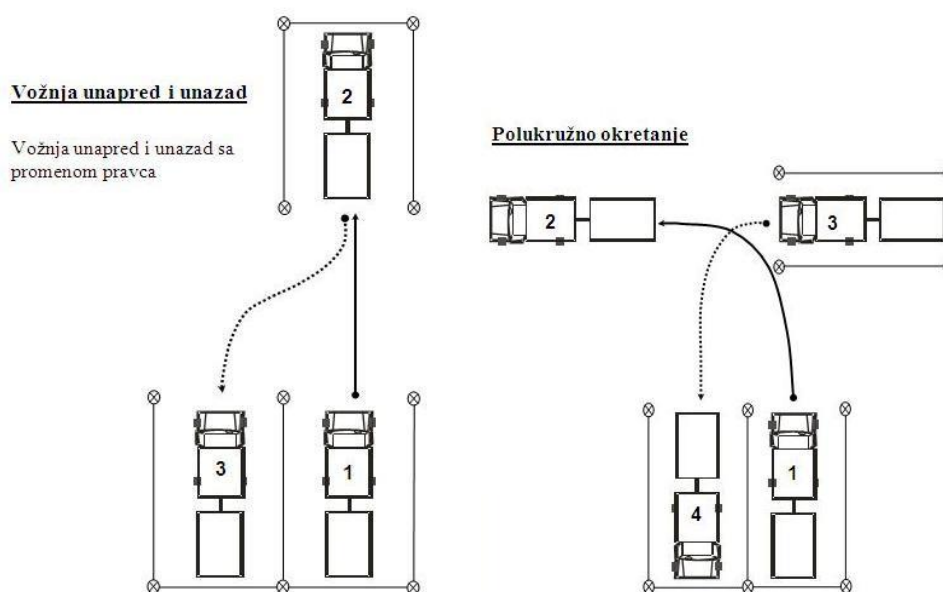 Vožnja unapred i unazad
Vožnja unapred i unazad sa
promenom pravca
2
3
1
Polukružno okretanje
2
3
4
1